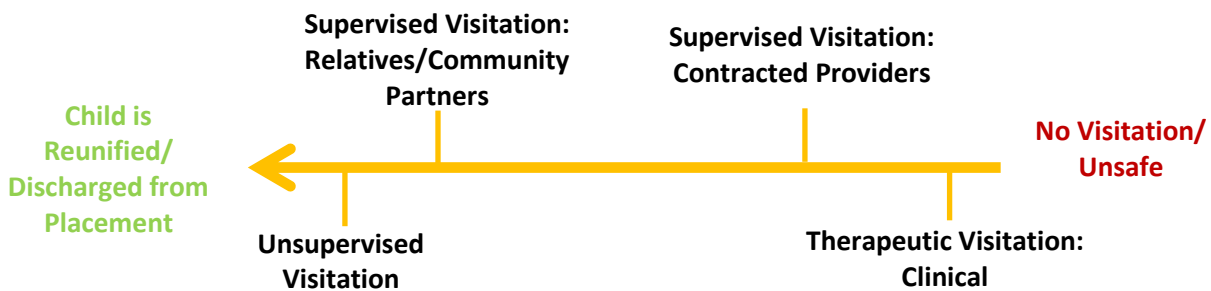 Supervised Visitation:
Relatives/Community
Partners
Supervised Visitation:
Contracted Providers
Child is
Reunified/
Discharged from
Placement
No Visitation/
Unsafe
Unsupervised
Visitation
Therapeutic Visitation:
Clinical